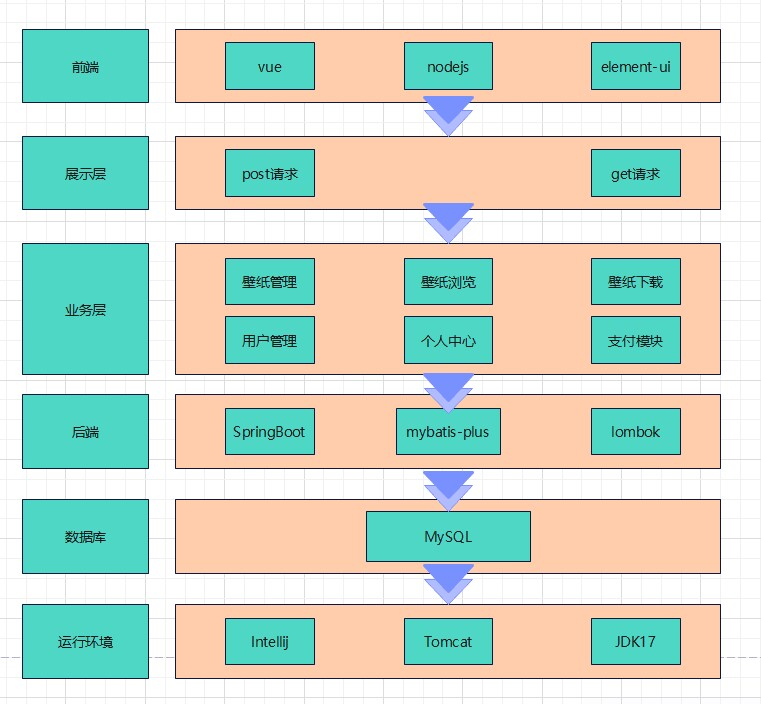 前端
vue
nodejs
element-ui
展示层
post请求
get请求
业务层
壁纸管理
壁纸浏览
壁纸下载
用户管理
个人中心
支付模块
后端
SpringBoot
mybatis-plus
lombok
数据库
MySQL
运行环境
Intellij
Tomcat
JDK17